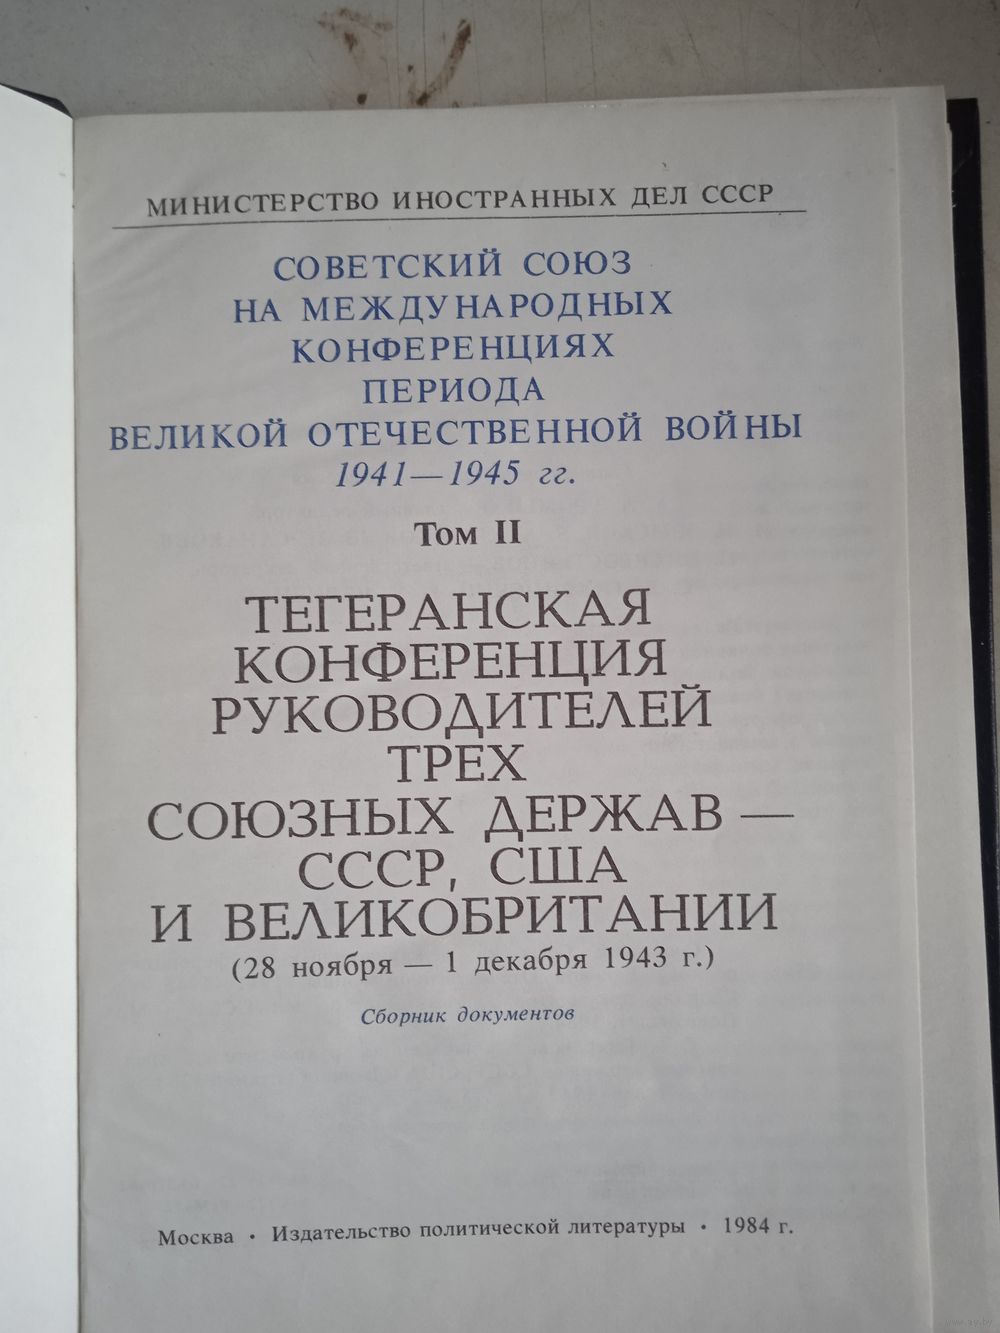 МИНИСТЕРСТВО ИНОСТРАННЫХ ДЕЛ СССР
СОВЕТСКИЙ СОЮЗ
НА МЕЖДУНАРОДНЫХ
КОНФЕРЕНЦИЯХ
ПЕРИОДА
ВЕЛИКОЙ ОТЕЧЕСТВЕННОЙ ВОЙНЫ
1941—1945 гг.
Том II
ТЕГЕРАНСКАЯ
КОНФЕРЕНЦИЯ
РУКОВОДИТЕЛЕЙ
ТРЕХ
СОЮЗНЫХ ДЕРЖАВ —
СССР, США
И ВЕЛИКОБРИТАНИИ
(28 ноября — 1 декабря 1943 г.)
Сборник документов
Москва • Издательство политической литературы • 1984 г.